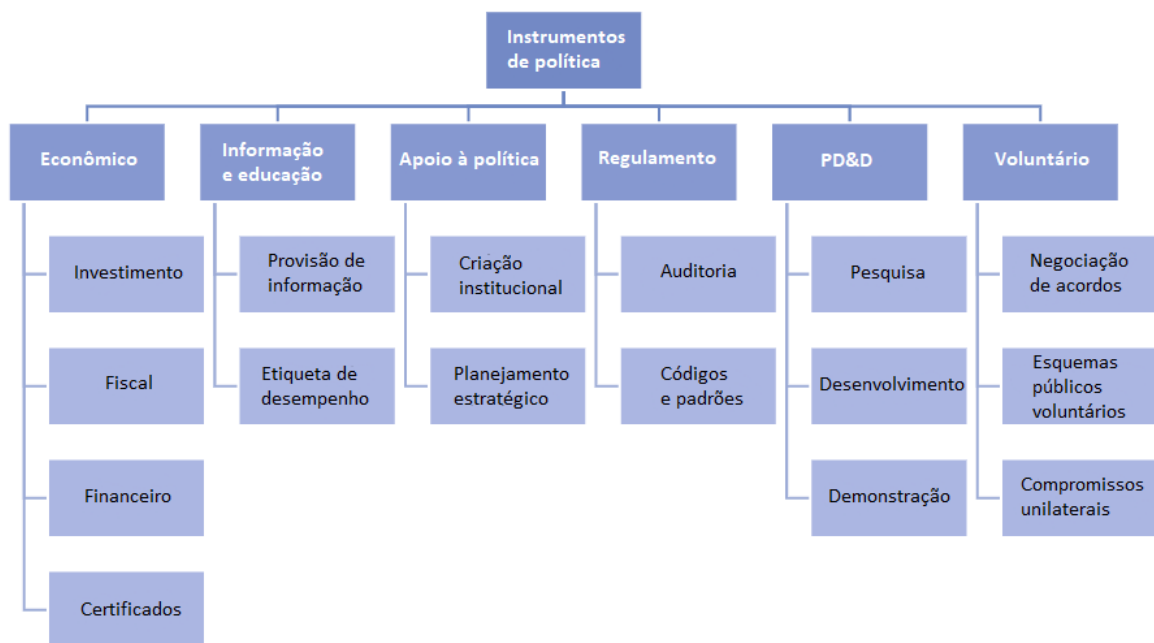 Instrumentos
de política
Econômico
Informação
e educação
Apoio à política
Regulamento
PD&D
Voluntário
Investimento
Fiscal
Financeiro
Certificados
Provisão de
informação
Etiqueta de
desempenho
Criação
institucional
Planejamento
estratégico
Auditoria
Códigos
e padrões
Pesquisa
Desenvolvimento
Demonstração
Negociação
de acordos
Esquemas
públicos
voluntários
Compromissos
unilaterais